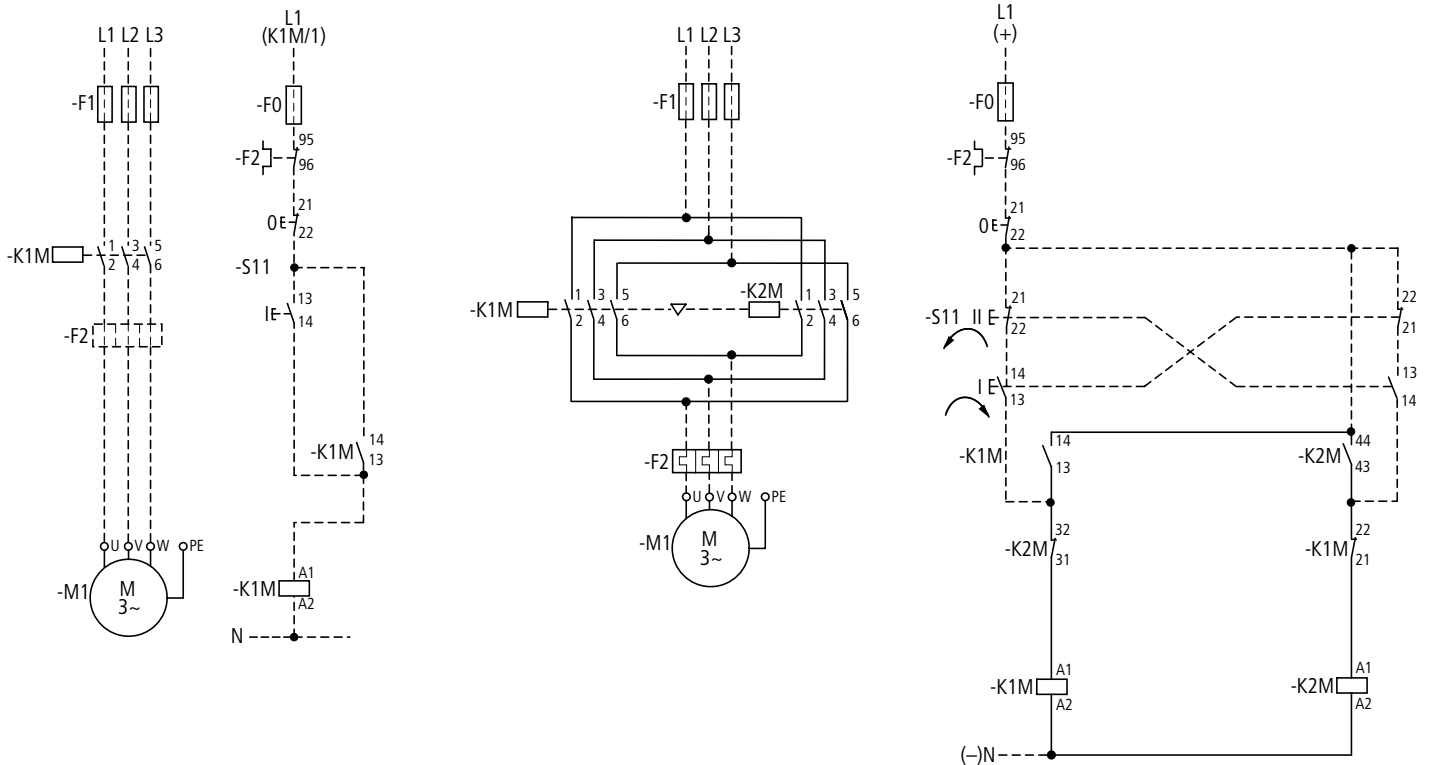 L1 L2 L3
-F1
-K1M
1 3 5
2 4 6
-F2
U V W PE
-M1
M
3~
L1
(K1M/1)
-F0
-F2
95
96
0
21
22
-S11
I
13
14
-K1M
14
13
-K1M
A1
A2
N
L1 L2 L3
-F1
-K1M
1 3 5
2 4 6
-K2M
1 3 5
2 4 6
-F2
U V W PE
-M1
M
3~
L1
(+)
-F0
-F2
95
96
0
21
22
-S11 II
21
22
22
21
I
14
13
13
14
-K1M
14
13
-K2M
44
43
-K2M
32
31
-K1M
22
21
-K1M
A1
A2
-K2M
A1
A2
(–)N